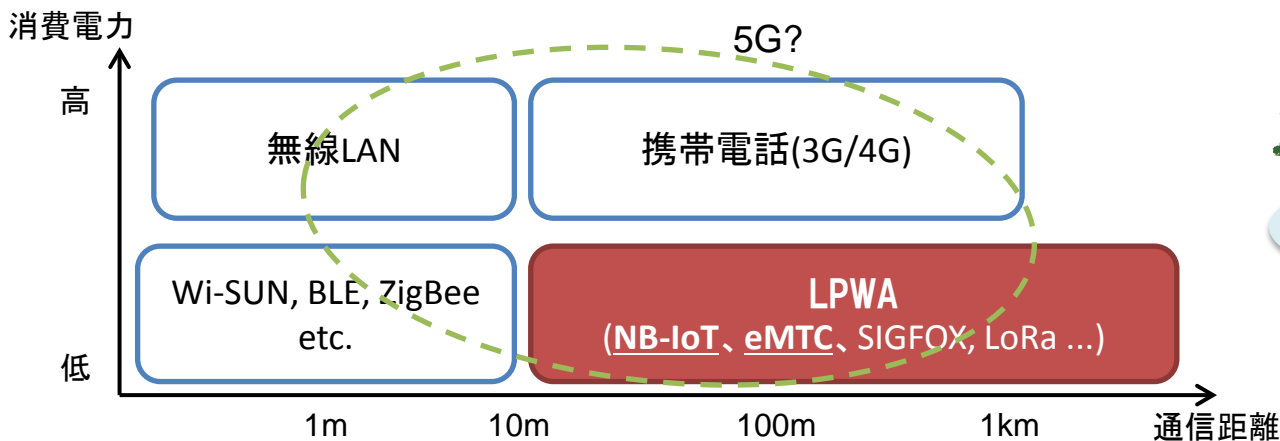 消費電力
5G?
高
無線LAN
携帯電話(3G/4G)
Wi-SUN, BLE, ZigBee
etc.
LPWA
(NB-IoT、eMTC、SIGFOX, LoRa ...)
低
1m
10m
100m
1km
通信距離